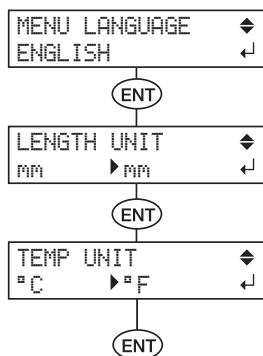 MENU LANGUAGE
ENGLISH
ENT
LENGTH UNIT
mm ▶mm
ENT
TEMP UNIT
°C ▶°F
ENT